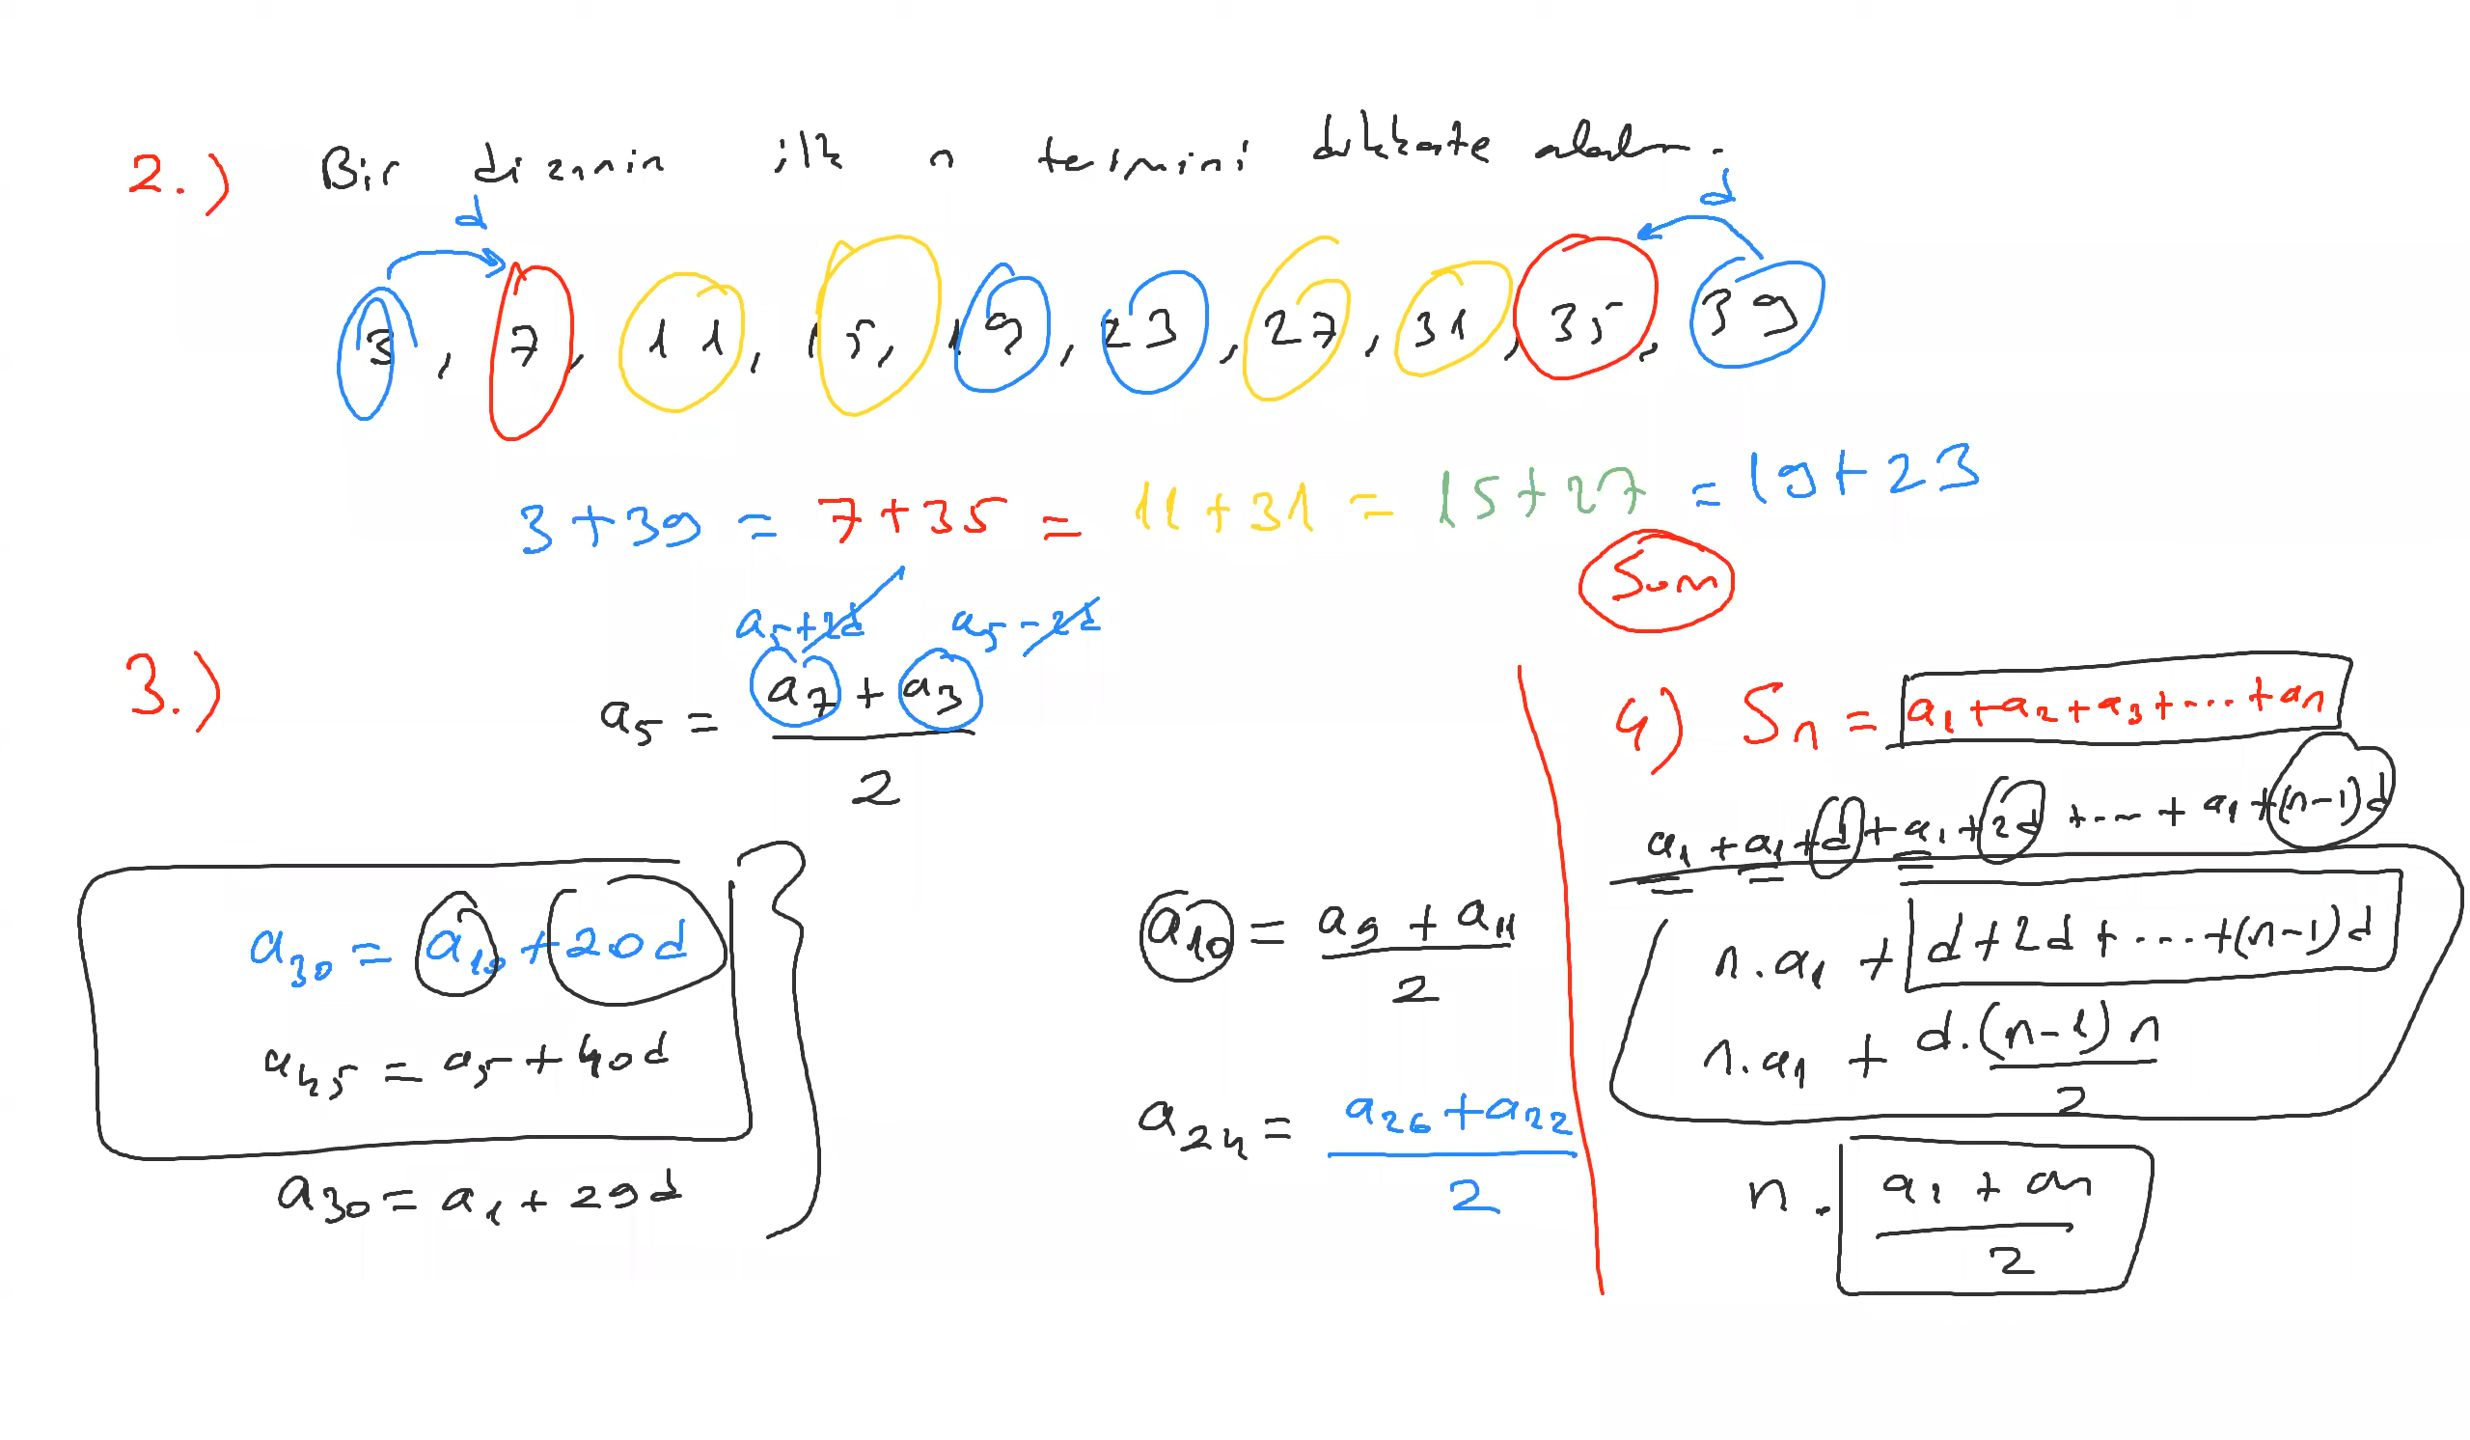 2.) Bir dizinin ilk n termini dikkate alalım.
d d
3, 7, 11, 15, 19, 23, 27, 31, 35, 39
3+39 = 7+35 = 11+31 = 15+27 = 19+23
Sum
a₅+2d a₅-2d
3.) a₅ = (a₇ + a₃)/2
a₃₀ = a₁₀ + 20d
a₄₅ = a₅ + 40d
a₃₀ = a₁ + 29d
a₁₀ = (a₉ + a₁₁)/2
a₂₄ = (a₂₆ + a₂₂)/2
4) Sn = a₁+a₂+a₃+...+an
a₁ + a₁+d + a₁+2d + ... + a₁+(n-1)d
n.a₁ + d+2d+...+(n-1)d
n.a₁ + d.(n-1)n/2
n. (a₁ + an)/2